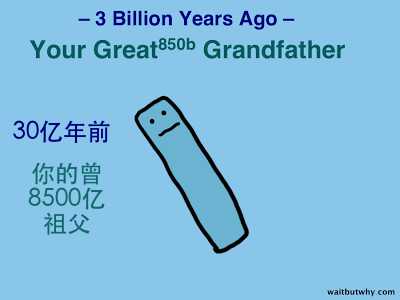 – 3 Billion Years Ago –
Your Great850b Grandfather
30亿年前
你的曾
8500亿
祖父
waitbutwhy.com